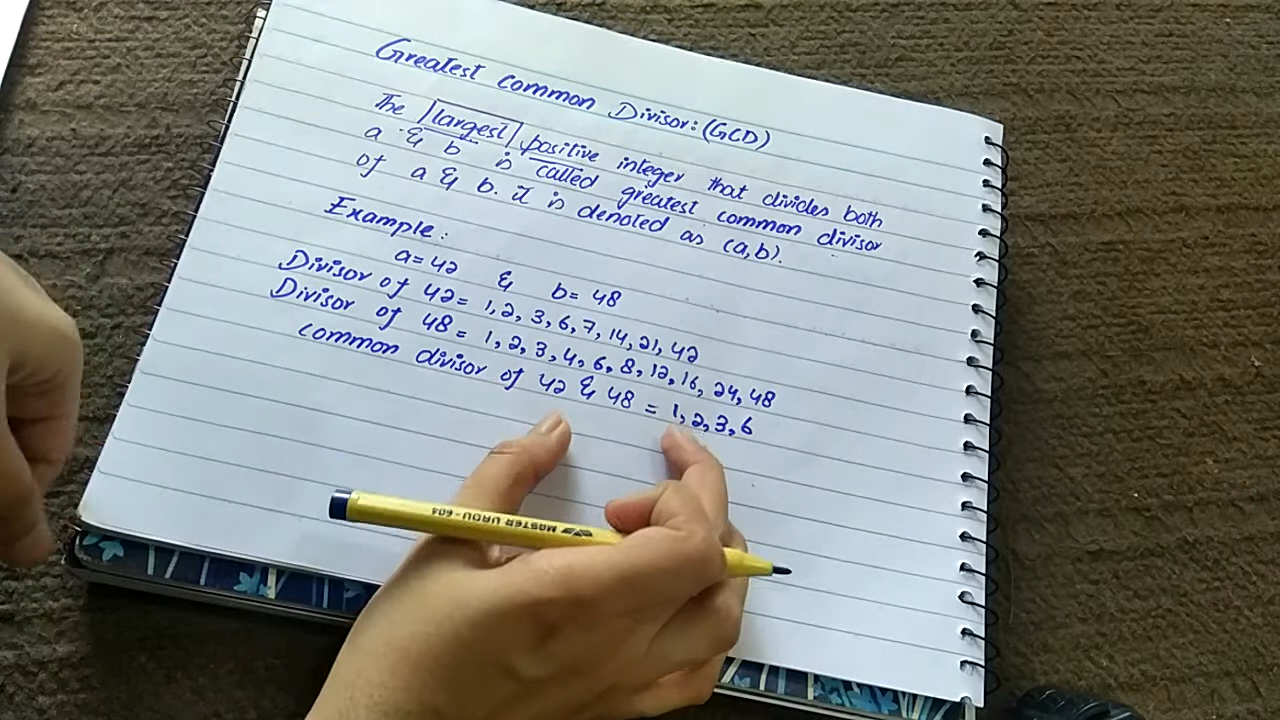 Greatest Common Divisor: (GCD)
The largest positive integer that divides both
a & b is called greatest common divisor
of a & b. it is denoted as (a,b).
Example:
a=42 & b= 48
Divisor of 42= 1,2,3,6,7,14,21,42
Divisor of 48= 1,2,3,4,6,8,12,16,24,48
common divisor of 42 & 48 = 1,2,3,6
MASTER URDU-604